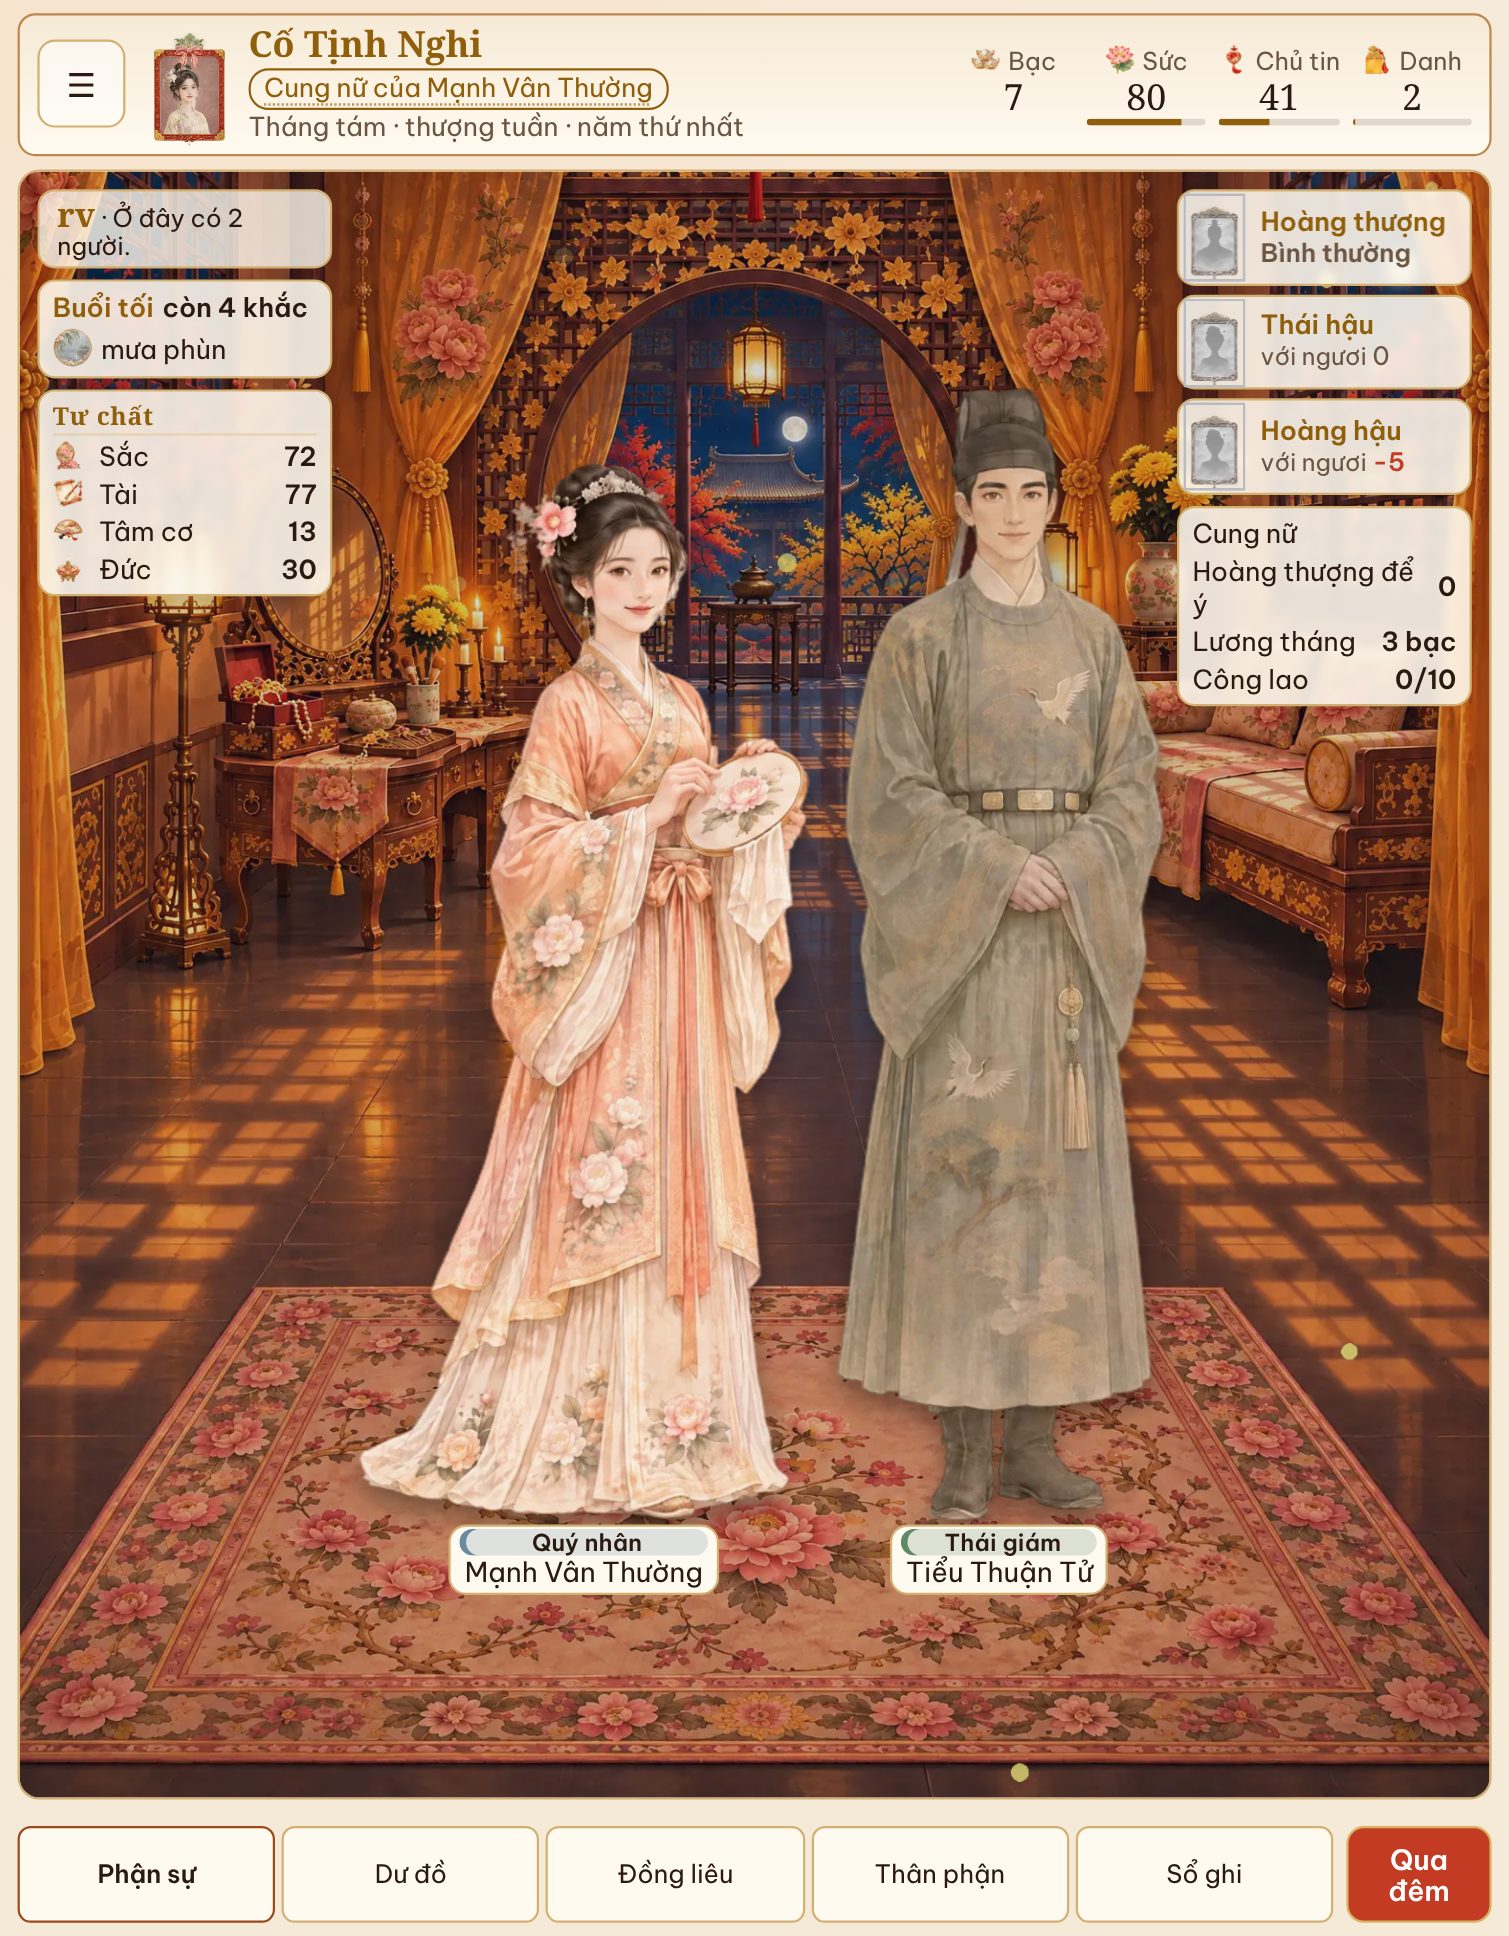 ☰
Cố Tịnh Nghi
Cung nữ của Mạnh Vân Thường
Tháng tám · thượng tuần · năm thứ nhất
Bạc
7
Sức
80
Chủ tin
41
Danh
2
rv · Ở đây có 2
người.
Buổi tối còn 4 khắc
mưa phùn
Tư chất
Sắc 72
Tài 77
Tâm cơ 13
Đức 30
Hoàng thượng
Bình thường
Thái hậu
với ngươi 0
Hoàng hậu
với ngươi -5
Cung nữ
Hoàng thượng để
ý 0
Lương tháng 3 bạc
Công lao 0/10
Quý nhân
Mạnh Vân Thường
Thái giám
Tiểu Thuận Tử
Phận sự
Dư đồ
Đồng liêu
Thân phận
Sổ ghi
Qua
đêm